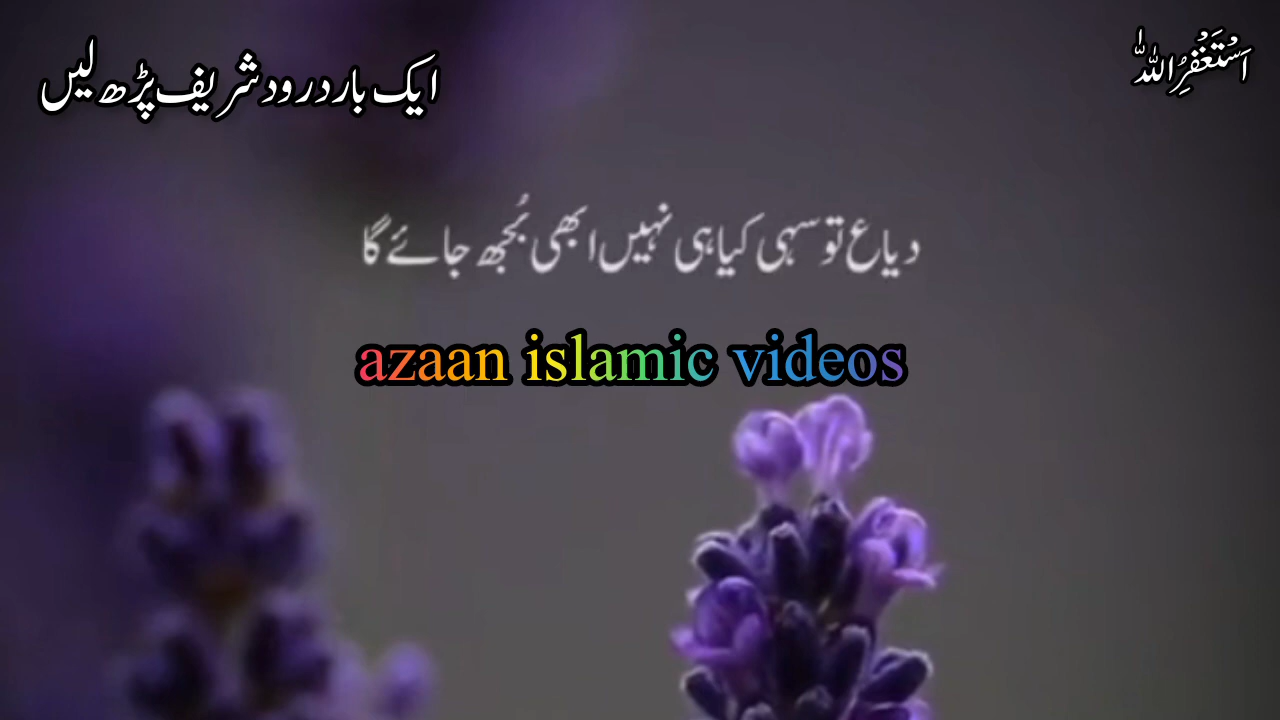 اَسْتَغْفِرُاللّٰہ
ایک بار درود شریف پڑھ لیں
دیا ع تو سہی کیا ہی نہیں ابھی بُجھ جائے گا
azaan islamic videos